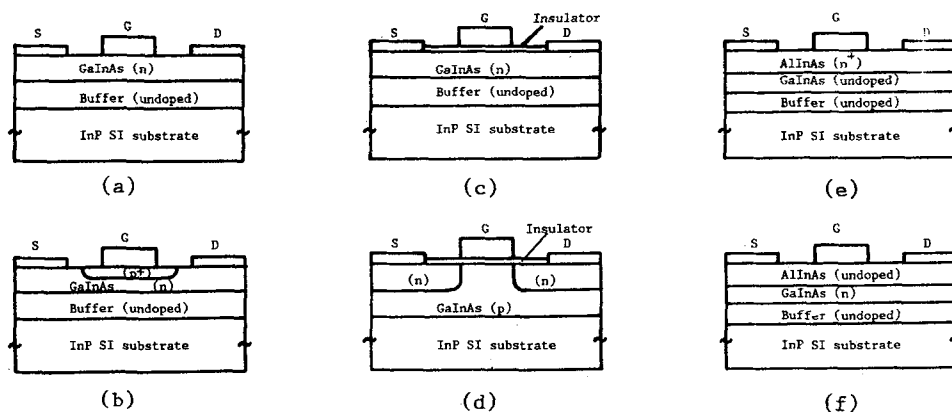 S G D
GaInAs (n)
Buffer (undoped)
InP SI substrate
(a)
G Insulator
S D
GaInAs (n)
Buffer (undoped)
InP SI substrate
(c)
G
S D
AlInAs (n+)
GaInAs (undoped)
Buffer (undoped)
InP SI substrate
(e)
G
S D
(p+)
GaInAs (n)
Buffer (undoped)
InP SI substrate
(b)
G Insulator
S D
(n) (n)
GaInAs (p)
InP SI substrate
(d)
G
S D
AlInAs (undoped)
GaInAs (n)
Buffer (undoped)
InP SI substrate
(f)